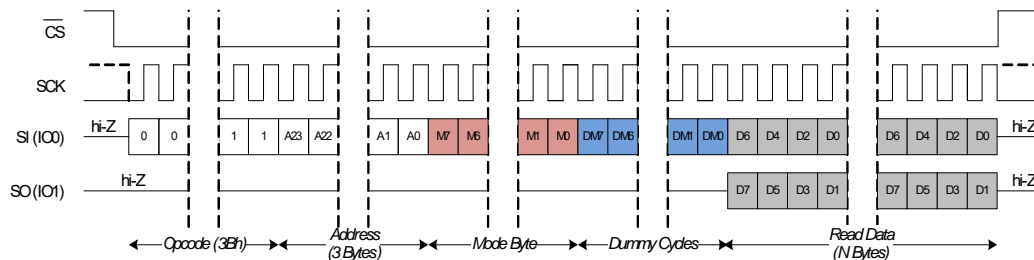 CS
SCK
SI (IO0) hi-Z 0 0 1 1 A23 A22 A1 A0 M7 M6 M1 M0 DM7 DM6 DM1 DM0 D6 D4 D2 D0 D6 D4 D2 D0 hi-Z
hi-Z
SO (IO1) D7 D5 D3 D1 D7 D5 D3 D1 hi-Z
Opcode (3Bh) Address (3 Bytes) Mode Byte Dummy Cycles Read Data (N Bytes)